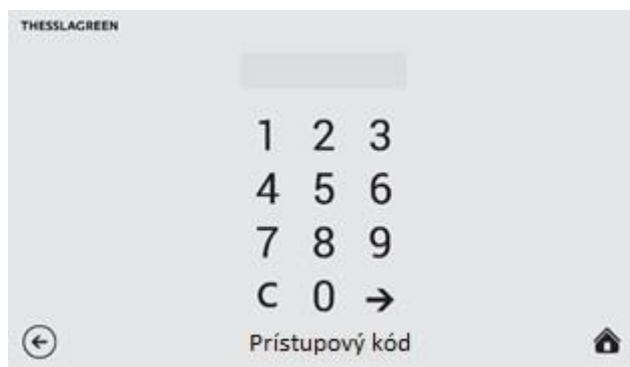 THESSLAGREEN
1 2 3
4 5 6
7 8 9
C 0 →
Prístupový kód